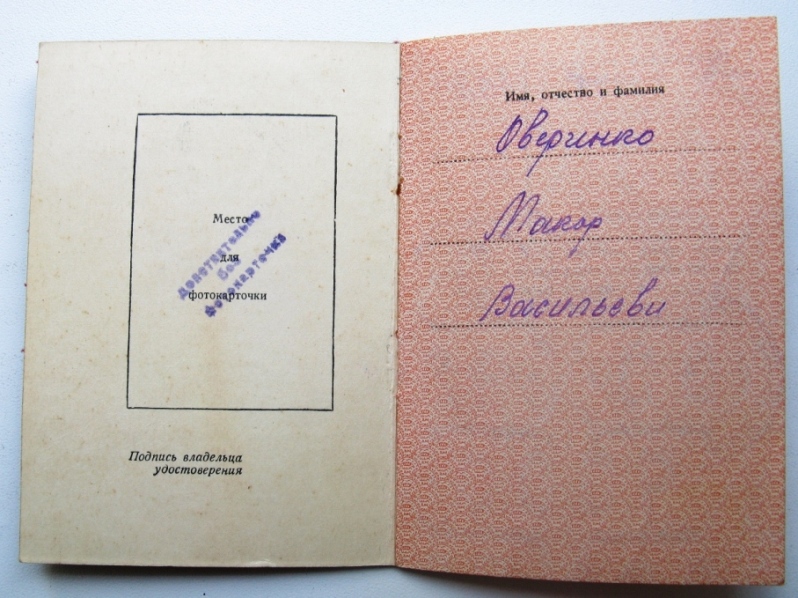 Место
для
фотокарточки
действительно
без
фотокарточки
Подпись владельца
удостоверения
Имя, отчество и фамилия
Оверинко
Макар
Васильеви